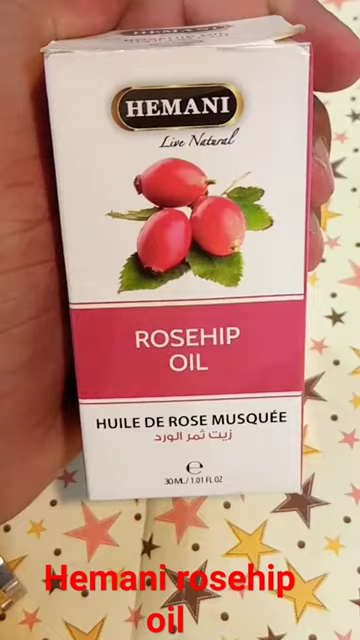 HEMANI
Live Natural
ROSEHIP
OIL
HUILE DE ROSE MUSQUÉE
زيت ثمر الورد
℮
30 ML/ 1.01 FL OZ
Hemani rosehip
oil